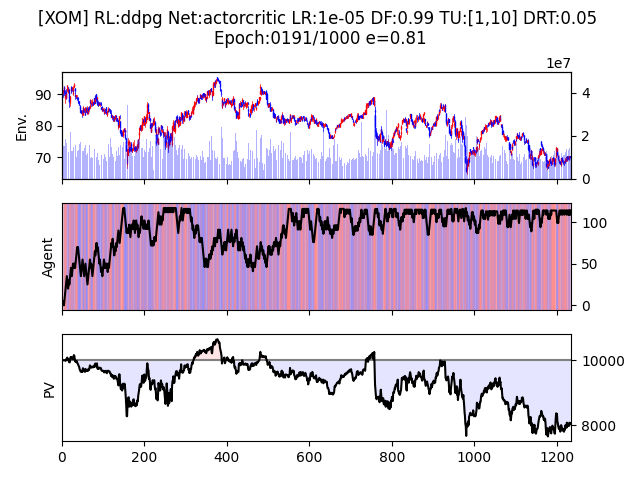 [XOM] RL:ddpg Net:actorcritic LR:1e-05 DF:0.99 TU:[1,10] DRT:0.05
Epoch:0191/1000 e=0.81
1e7
Env.
90
80
70
4
2
0
Agent
100
50
0
PV
10000
8000
0 200 400 600 800 1000 1200